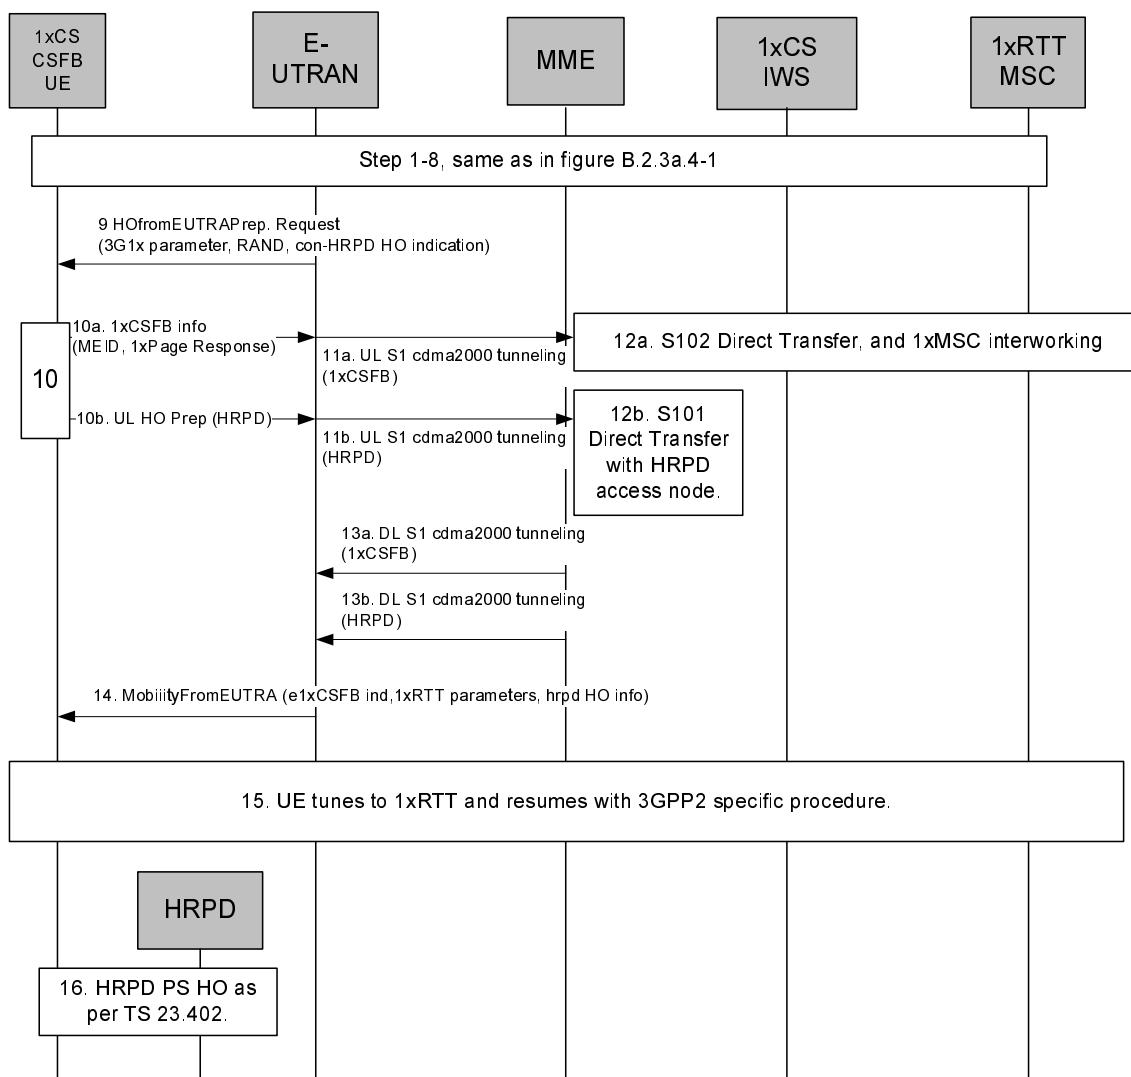 1xCS
CSFB
UE
E-
UTRAN
MME
1xCS
IWS
1xRTT
MSC
Step 1-8, same as in figure B.2.3a.4-1
9 HOfromEUTRAPrep. Request
(3G1x parameter, RAND, con-HRPD HO indication)
10
10a. 1xCSFB info
(MEID, 1xPage Response)
11a. UL S1 cdma2000 tunneling
(1xCSFB)
12a. S102 Direct Transfer, and 1xMSC interworking
10b. UL HO Prep (HRPD)
11b. UL S1 cdma2000 tunneling
(HRPD)
12b. S101
Direct Transfer
with HRPD
access node.
13a. DL S1 cdma2000 tunneling
(1xCSFB)
13b. DL S1 cdma2000 tunneling
(HRPD)
14. MobiiityFromEUTRA (e1xCSFB ind,1xRTT parameters, hrpd HO info)
15. UE tunes to 1xRTT and resumes with 3GPP2 specific procedure.
HRPD
16. HRPD PS HO as
per TS 23.402.